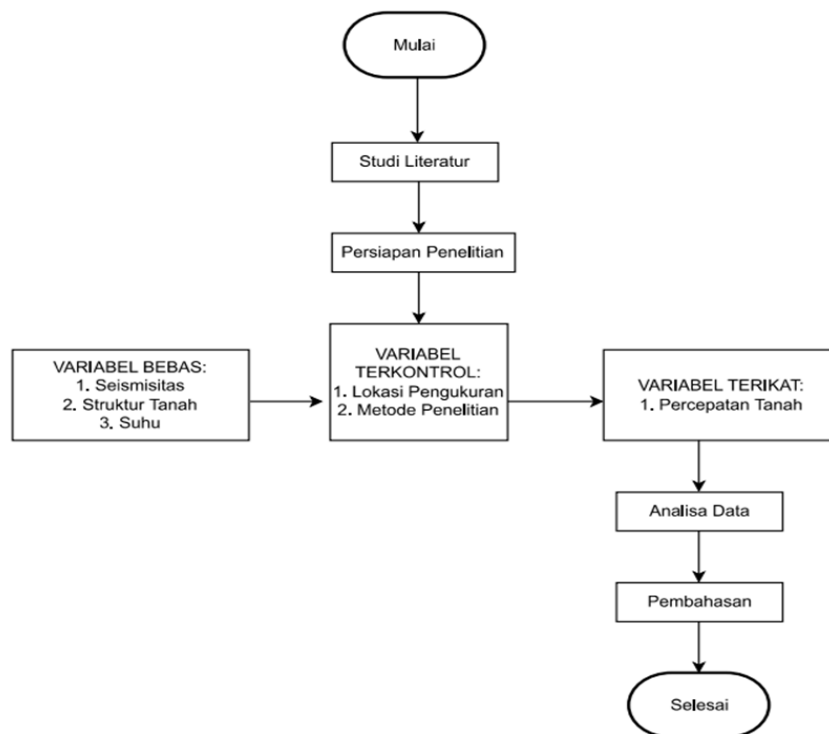 Mulai
Studi Literatur
Persiapan Penelitian
VARIABEL BEBAS:
1. Seismisitas
2. Struktur Tanah
3. Suhu
VARIABEL
TERKONTROL:
1. Lokasi Pengukuran
2. Metode Penelitian
VARIABEL TERIKAT:
1. Percepatan Tanah
Analisa Data
Pembahasan
Selesai